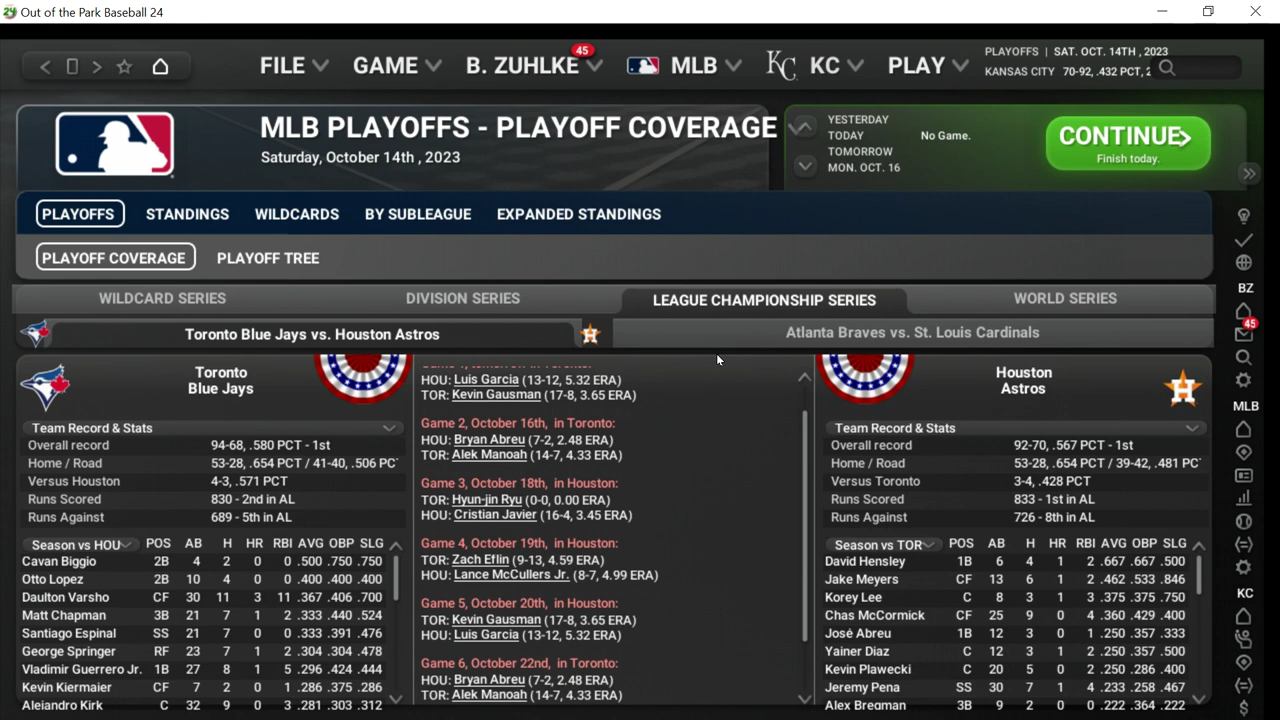 Out of the Park Baseball 24
FILE GAME B. ZUHLKE 45 MLB KC PLAY
PLAYOFFS | SAT. OCT. 14TH , 2023
KANSAS CITY 70-92, .432 PCT, 2
MLB PLAYOFFS - PLAYOFF COVERAGE
Saturday, October 14th , 2023
YESTERDAY
TODAY
TOMORROW
MON. OCT. 16
No Game.
CONTINUE
Finish today.
PLAYOFFS STANDINGS WILDCARDS BY SUBLEAGUE EXPANDED STANDINGS
PLAYOFF COVERAGE PLAYOFF TREE
WILDCARD SERIES DIVISION SERIES LEAGUE CHAMPIONSHIP SERIES WORLD SERIES
Toronto Blue Jays vs. Houston Astros Atlanta Braves vs. St. Louis Cardinals
Toronto
Blue Jays
Team Record & Stats
Overall record 94-68, .580 PCT - 1st
Home / Road 53-28, .654 PCT / 41-40, .506 PC
Versus Houston 4-3, .571 PCT
Runs Scored 830 - 2nd in AL
Runs Against 689 - 5th in AL
Season vs HOU POS AB H HR RBI AVG OBP SLG
Cavan Biggio 2B 4 2 0 0 .500 .750 .750
Otto Lopez 2B 10 4 0 0 .400 .400 .400
Daulton Varsho CF 30 11 3 11 .367 .406 .700
Matt Chapman 3B 21 7 1 2 .333 .440 .524
Santiago Espinal SS 21 7 0 0 .333 .391 .476
George Springer RF 23 7 1 2 .304 .304 .478
Vladimir Guerrero Jr. 1B 27 8 1 5 .296 .424 .444
Kevin Kiermaier CF 7 2 0 1 .286 .375 .286
Alejandro Kirk C 32 9 0 3 .281 .303 .312
HOU: Luis Garcia (13-12, 5.32 ERA)
TOR: Kevin Gausman (17-8, 3.65 ERA)
Game 2, October 16th, in Toronto:
HOU: Bryan Abreu (7-2, 2.48 ERA)
TOR: Alek Manoah (14-7, 4.33 ERA)
Game 3, October 18th, in Houston:
TOR: Hyun-jin Ryu (0-0, 0.00 ERA)
HOU: Cristian Javier (16-4, 3.45 ERA)
Game 4, October 19th, in Houston:
TOR: Zach Eflin (9-13, 4.59 ERA)
HOU: Lance McCullers Jr. (8-7, 4.99 ERA)
Game 5, October 20th, in Houston:
TOR: Kevin Gausman (17-8, 3.65 ERA)
HOU: Luis Garcia (13-12, 5.32 ERA)
Game 6, October 22nd, in Toronto:
HOU: Bryan Abreu (7-2, 2.48 ERA)
TOR: Alek Manoah (14-7, 4.33 ERA)
Houston
Astros
Team Record & Stats
Overall record 92-70, .567 PCT - 1st
Home / Road 53-28, .654 PCT / 39-42, .481 PC
Versus Toronto 3-4, .428 PCT
Runs Scored 833 - 1st in AL
Runs Against 726 - 8th in AL
Season vs TOR POS AB H HR RBI AVG OBP SLG
David Hensley 1B 6 4 1 2 .667 .667 .500
Jake Meyers CF 13 6 1 2 .462 .533 .846
Korey Lee C 8 3 1 3 .375 .375 .750
Chas McCormick CF 25 9 0 4 .360 .429 .400
José Abreu 1B 12 3 0 1 .250 .357 .333
Yainer Diaz C 12 3 1 2 .250 .357 .500
Kevin Plawecki C 20 5 0 2 .250 .286 .400
Jeremy Pena SS 30 7 1 4 .233 .258 .467
Alex Bregman 3B 9 2 0 0 .222 .364 .222
BZ
45
MLB
KC